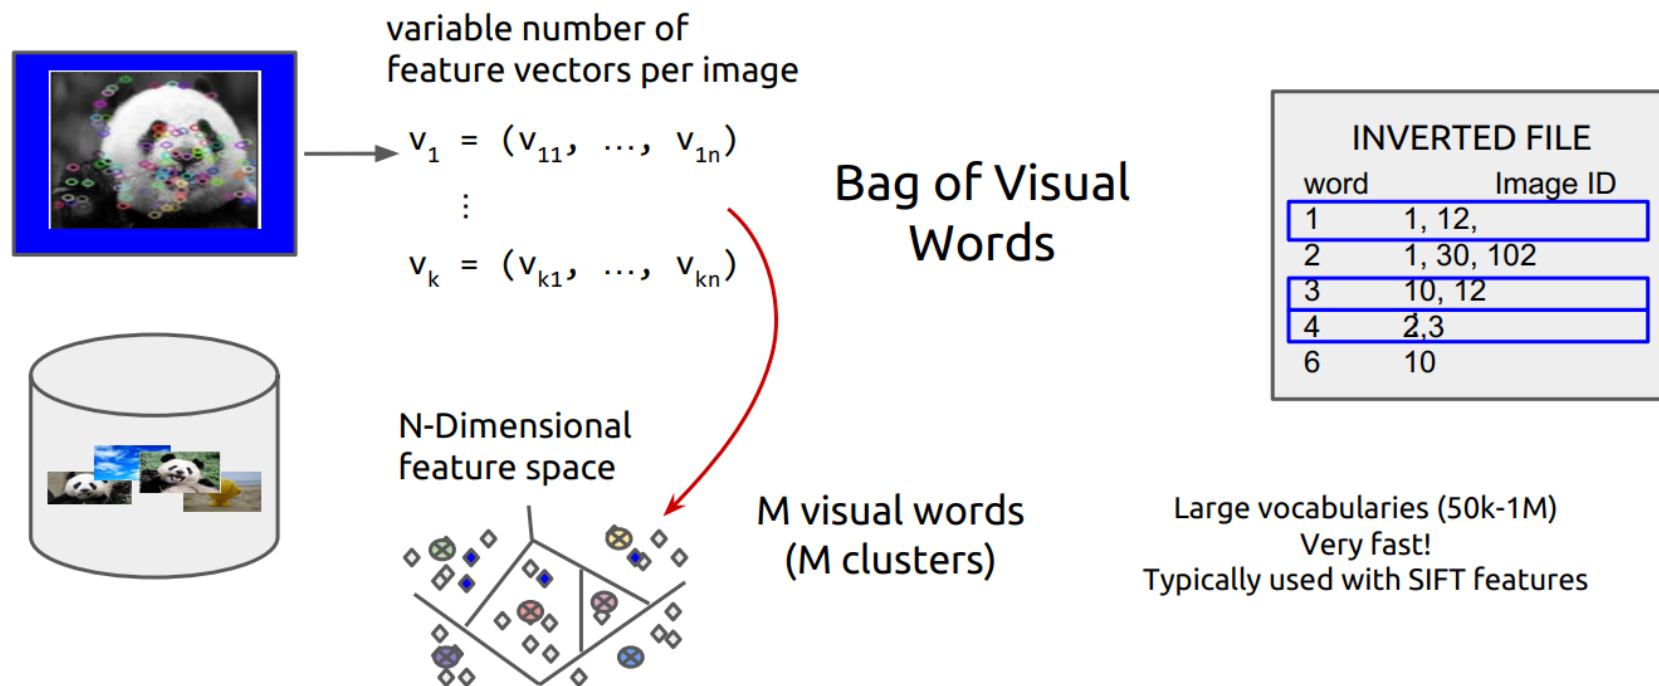 variable number of
feature vectors per image
v1 = (v11, …, v1n)
⋮
vk = (vk1, …, vkn)
Bag of Visual
Words
INVERTED FILE
word Image ID
1 1, 12,
2 1, 30, 102
3 10, 12
4 2,3
6 10
N-Dimensional
feature space
M visual words
(M clusters)
Large vocabularies (50k-1M)
Very fast!
Typically used with SIFT features